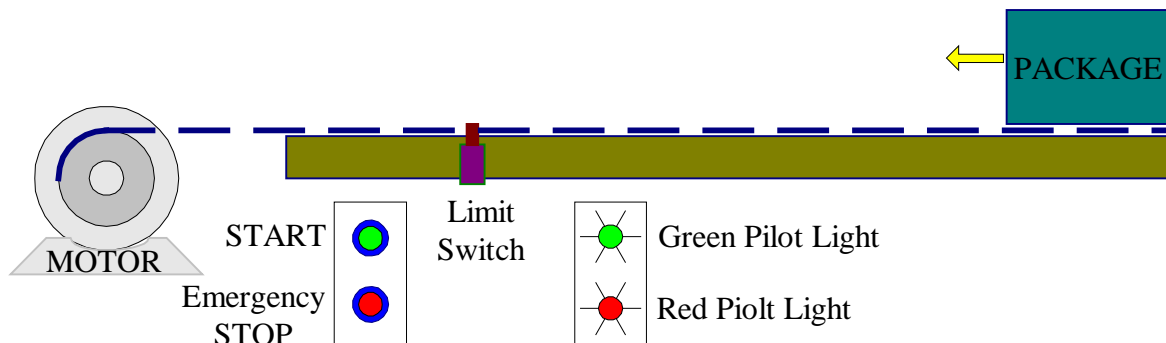 PACKAGE
MOTOR
START
Emergency
STOP
Limit
Switch
Green Pilot Light
Red Piolt Light